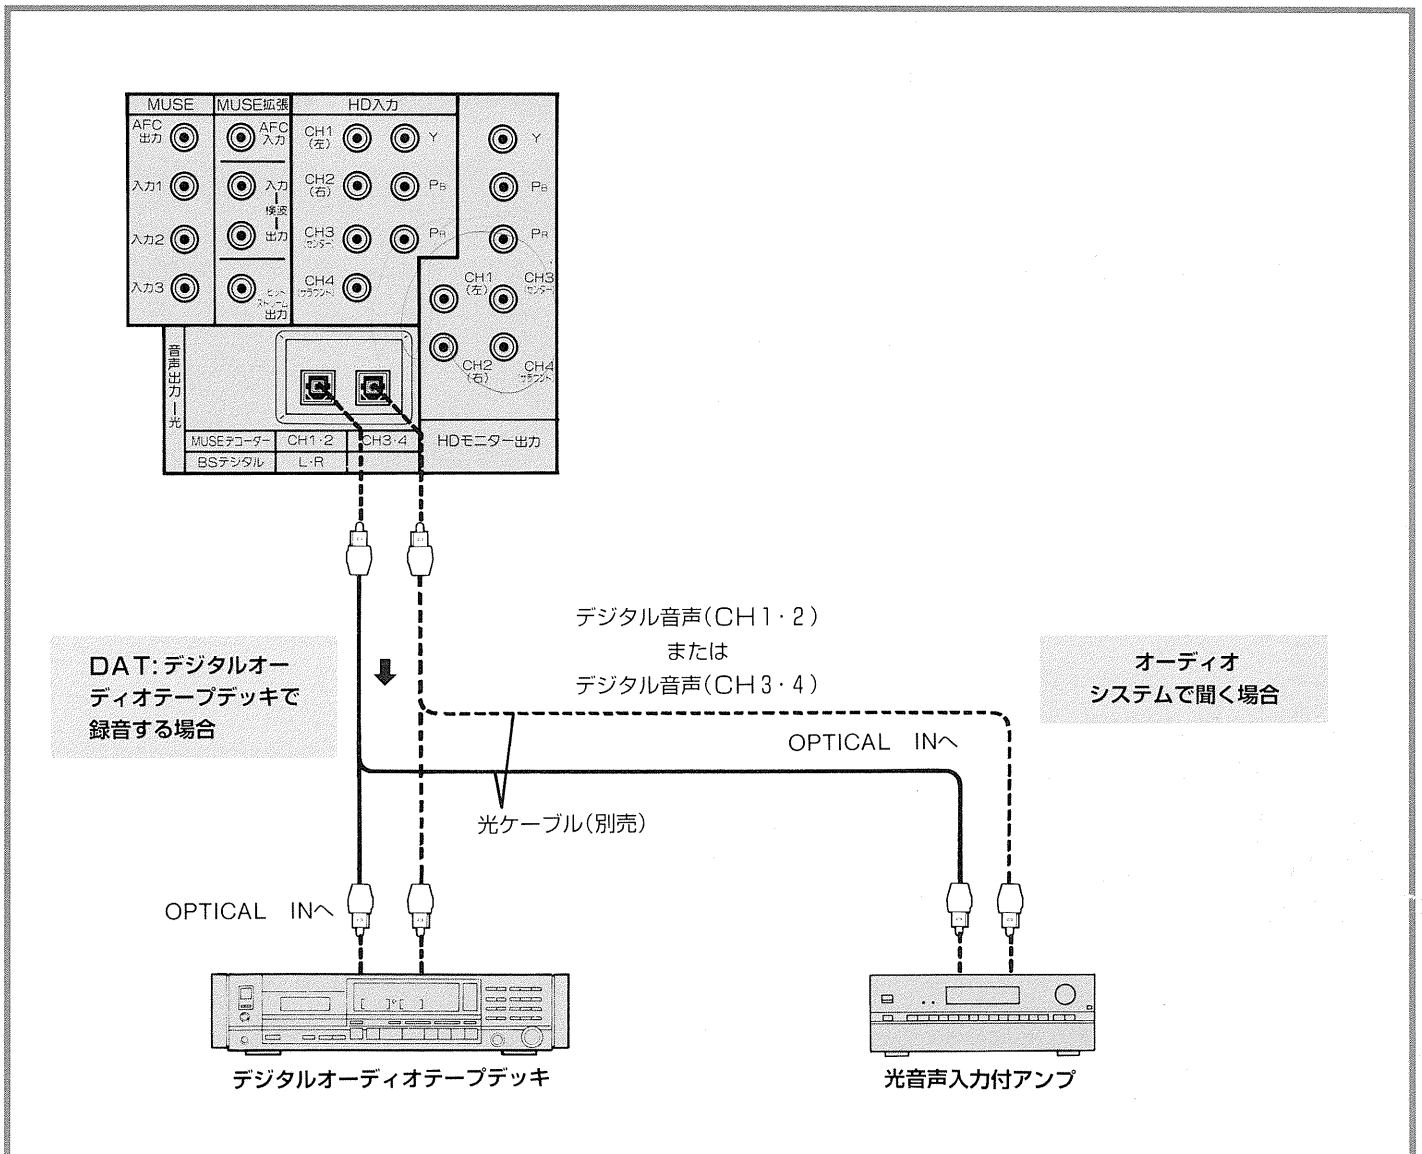 MUSE
MUSE拡張
HD入力
AFC
出力
入力1
入力2
入力3
AFC
入力
入力
検波
出力
ビット
ストリーム
出力
CH1
(左)
CH2
(右)
CH3
(センター)
CH4
(サラウンド)
Y
PB
PR
Y
PB
PR
CH1
(左)
CH3
(センター)
CH2
(右)
CH4
(サラウンド)
音声出力ー光
MUSEデコーダー
CH1・2
CH3・4
HDモニター出力
BSデジタル
L・R
デジタル音声(CH1・2)
または
デジタル音声(CH3・4)
DAT:デジタルオー
ディオテープデッキで
録音する場合
オーディオ
システムで聞く場合
OPTICAL INへ
光ケーブル(別売)
OPTICAL INへ
デジタルオーディオテープデッキ
光音声入力付アンプ